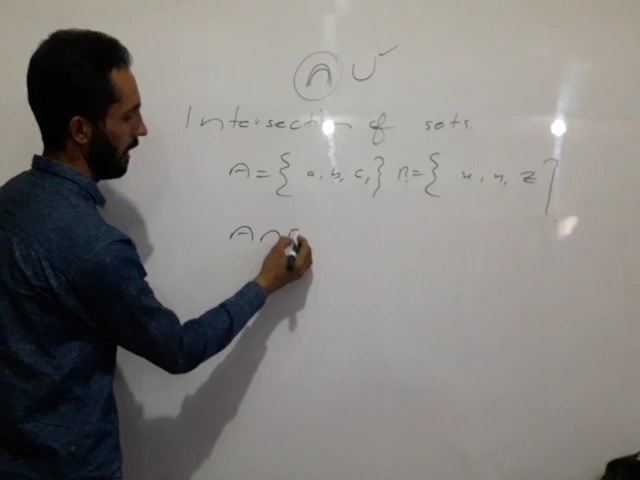 ∩ ∪
Intersection of sets
A = { a, b, c, } B = { x, y, z }
A ∩